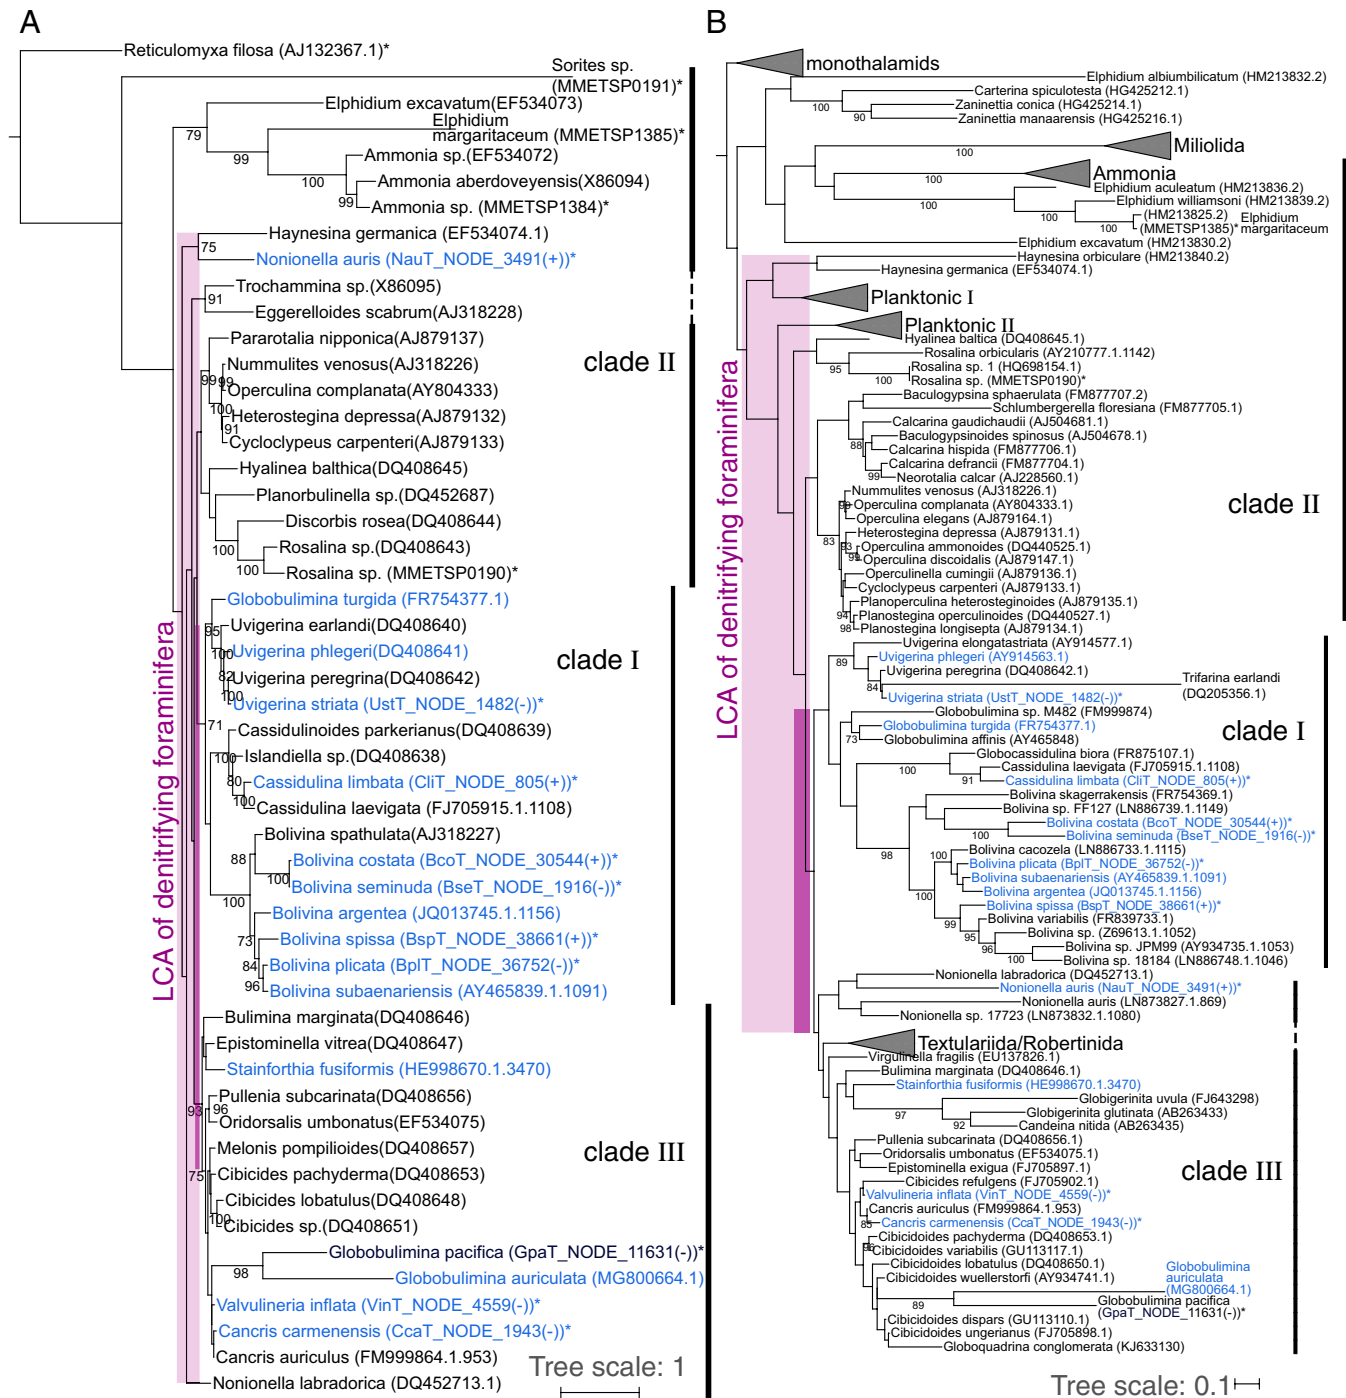 A
Reticulomyxa filosa (AJ132367.1)*
Sorites sp.
(MMETSP0191)*
Elphidium excavatum(EF534073)
Elphidium
margaritaceum (MMETSP1385)*
79
99
Ammonia sp.(EF534072)
100
Ammonia aberdoveyensis(X86094)
99
Ammonia sp. (MMETSP1384)*
Haynesina germanica (EF534074.1)
75
Nonionella auris (NauT_NODE_3491(+))*
Trochammina sp.(X86095)
91
Eggerelloides scabrum(AJ318228)
Pararotalia nipponica(AJ879137)
clade II
Nummulites venosus(AJ318226)
99
99
Operculina complanata(AY804333)
100
Heterostegina depressa(AJ879132)
91
Cycloclypeus carpenteri(AJ879133)
Hyalinea balthica(DQ408645)
Planorbulinella sp.(DQ452687)
Discorbis rosea(DQ408644)
100
Rosalina sp.(DQ408643)
100
Rosalina sp. (MMETSP0190)*
Globobulimina turgida (FR754377.1)
95
Uvigerina earlandi(DQ408640)
100
Uvigerina phlegeri(DQ408641)
clade I
82
Uvigerina peregrina(DQ408642)
100
Uvigerina striata (UstT_NODE_1482(-))*
71
Cassidulinoides parkerianus(DQ408639)
100
Islandiella sp.(DQ408638)
80
Cassidulina limbata (CliT_NODE_805(+))*
100
Cassidulina laevigata (FJ705915.1.1108)
Bolivina spathulata(AJ318227)
88
Bolivina costata (BcoT_NODE_30544(+))*
100
Bolivina seminuda (BseT_NODE_1916(-))*
100
Bolivina argentea (JQ013745.1.1156)
73
Bolivina spissa (BspT_NODE_38661(+))*
84
Bolivina plicata (BplT_NODE_36752(-))*
96
Bolivina subaenariensis (AY465839.1.1091)
LCA of denitrifying foraminifera
Bulimina marginata(DQ408646)
Epistominella vitrea(DQ408647)
Stainforthia fusiformis (HE998670.1.3470)
Pullenia subcarinata(DQ408656)
93
96
Oridorsalis umbonatus(EF534075)
Melonis pompilioides(DQ408657)
clade III
75
Cibicides pachyderma(DQ408653)
Cibicides lobatulus(DQ408648)
100
Cibicides sp.(DQ408651)
Globobulimina pacifica (GpaT_NODE_11631(-))*
98
Globobulimina auriculata (MG800664.1)
Valvulineria inflata (VinT_NODE_4559(-))*
Cancris carmenensis (CcaT_NODE_1943(-))*
Cancris auriculus (FM999864.1.953)
Nonionella labradorica (DQ452713.1)
Tree scale: 1
B
monothalamids
Elphidium albiumbilicatum (HM213832.2)
Carterina spiculotesta (HG425212.1)
100
Zaninettia conica (HG425214.1)
90
Zaninettia manaarensis (HG425216.1)
Miliolida
100
Ammonia
100
Elphidium aculeatum (HM213836.2)
100
Elphidium williamsoni (HM213839.2)
100
(HM213825.2)
100
(MMETSP1385)*
Elphidium
margaritaceum
Elphidium excavatum (HM213830.2)
Haynesina orbiculare (HM213840.2)
Haynesina germanica (EF534074.1)
Planktonic I
Planktonic II
Hyalinea baltica (DQ408645.1)
Rosalina orbicularis (AY210777.1.1142)
95
Rosalina sp. 1 (HQ698154.1)
100
Rosalina sp. (MMETSP0190)*
Baculogypsina sphaerulata (FM877707.2)
Schlumbergerella floresiana (FM877705.1)
Calcarina gaudichaudii (AJ504681.1)
Baculogypsinoides spinosus (AJ504678.1)
88
Calcarina hispida (FM877706.1)
Calcarina defrancii (FM877704.1)
99
Neorotalia calcar (AJ228560.1)
Nummulites venosus (AJ318226.1)
Operculina complanata (AY804333.1)
clade II
Operculina elegans (AJ879164.1)
Heterostegina depressa (AJ879131.1)
83
93
Operculina ammonoides (DQ440525.1)
99
Operculina discoidalis (AJ879147.1)
Operculinella cumingii (AJ879136.1)
Cycloclypeus carpenteri (AJ879133.1)
Planoperculina heterosteginoides (AJ879135.1)
94
Planostegina operculinoides (DQ440527.1)
98
Planostegina longisepta (AJ879134.1)
LCA of denitrifying foraminifera
Uvigerina elongatastriata (AY914577.1)
89
Uvigerina phlegeri (AY914563.1)
Uvigerina peregrina (DQ408642.1)
84
Trifarina earlandi
(DQ205356.1)
Uvigerina striata (UstT_NODE_1482(-))*
Globobulimina sp. M482 (FM999874)
Globobulimina turgida (FR754377.1)
clade I
73
Globobulimina affinis (AY465848)
Globocassidulina biora (FR875107.1)
100
Cassidulina laevigata (FJ705915.1.1108)
91
Cassidulina limbata (CliT_NODE_805(+))*
Bolivina skagerrakensis (FR754369.1)
Bolivina sp. FF127 (LN886739.1.1149)
Bolivina costata (BcoT_NODE_30544(+))*
100
Bolivina seminuda (BseT_NODE_1916(-))*
98
Bolivina cacozela (LN886733.1.1115)
100
Bolivina plicata (BplT_NODE_36752(-))*
Bolivina subaenariensis (AY465839.1.1091)
100
Bolivina argentea (JQ013745.1.1156)
Bolivina spissa (BspT_NODE_38661(+))*
99
Bolivina variabilis (FR839733.1)
95
Bolivina sp. (Z69613.1.1052)
96
Bolivina sp. JPM99 (AY934735.1.1053)
100
Bolivina sp. 18184 (LN886748.1.1046)
Nonionella labradorica (DQ452713.1)
Nonionella auris (NauT_NODE_3491(+))*
Nonionella auris (LN873827.1.869)
Nonionella sp. 17723 (LN873832.1.1080)
Textulariida/Robertinida
Virgulinella fragilis (EU137826.1)
Bulimina marginata (DQ408646.1)
Stainforthia fusiformis (HE998670.1.3470)
Globigerinita uvula (FJ643298)
97
Globigerinita glutinata (AB263433)
92
Candeina nitida (AB263435)
Pullenia subcarinata (DQ408656.1)
Oridorsalis umbonatus (EF534075.1)
Epistominella exigua (FJ705897.1)
clade III
Cibicides refulgens (FJ705902.1)
Valvulineria inflata (VinT_NODE_4559(-))*
Cancris auriculus (FM999864.1.953)
85
Cancris carmenensis (CcaT_NODE_1943(-))*
Cibicidoides pachyderma (DQ408653.1)
Cibicidoides variabilis (GU113117.1)
Cibicidoides lobatulus (DQ408650.1)
Cibicidoides wuellerstorfi (AY934741.1)
Globobulimina
auriculata
(MG800664.1)
89
Globobulimina pacifica
(GpaT_NODE_11631(-))*
Cibicidoides dispars (GU113110.1)
Cibicidoides ungerianus (FJ705898.1)
Globoquadrina conglomerata (KJ633130)
Tree scale: 0.1